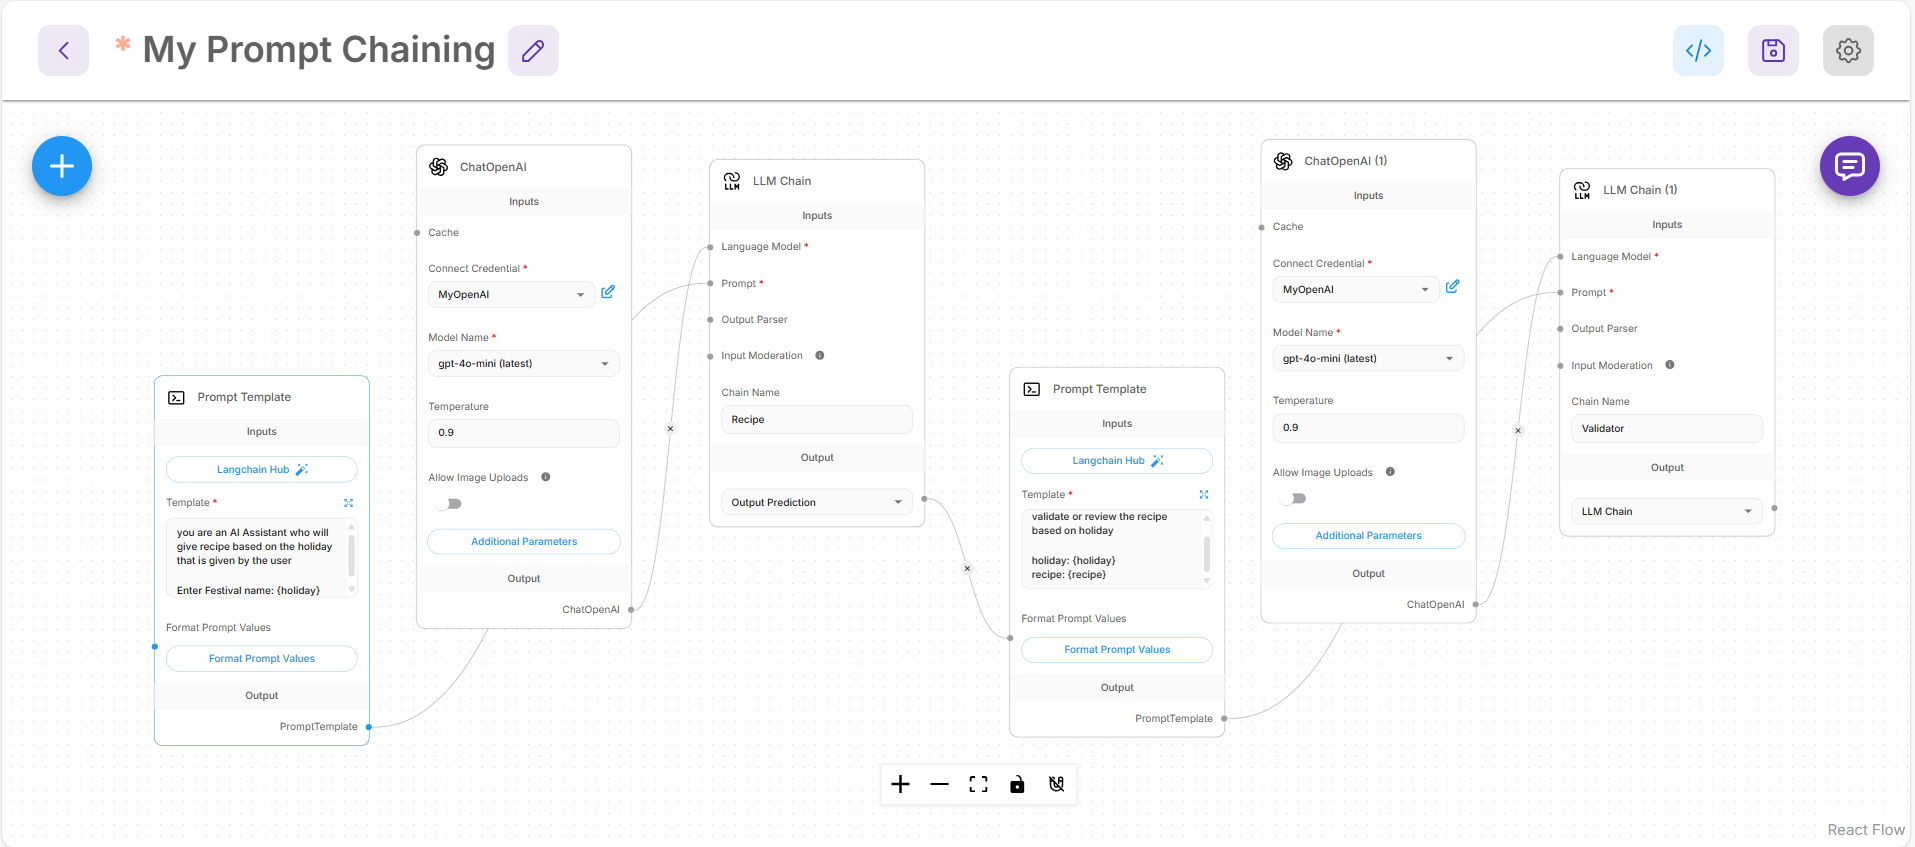 * My Prompt Chaining
Prompt Template
Inputs
Langchain Hub
Template *
you are an AI Assistant who will
give recipe based on the holiday
that is given by the user
Enter Festival name: {holiday}
Format Prompt Values
Format Prompt Values
Output
PromptTemplate
ChatOpenAI
Inputs
Cache
Connect Credential *
MyOpenAI
Model Name *
gpt-4o-mini (latest)
Temperature
0.9
Allow Image Uploads
Additional Parameters
Output
ChatOpenAI
LLM
LLM Chain
Inputs
Language Model *
Prompt *
Output Parser
Input Moderation
Chain Name
Recipe
Output
Output Prediction
Prompt Template
Inputs
Langchain Hub
Template *
validate or review the recipe
based on holiday
holiday: {holiday}
recipe: {recipe}
Format Prompt Values
Format Prompt Values
Output
PromptTemplate
ChatOpenAI (1)
Inputs
Cache
Connect Credential *
MyOpenAI
Model Name *
gpt-4o-mini (latest)
Temperature
0.9
Allow Image Uploads
Additional Parameters
Output
ChatOpenAI
LLM
LLM Chain (1)
Inputs
Language Model *
Prompt *
Output Parser
Input Moderation
Chain Name
Validator
Output
LLM Chain
React Flow